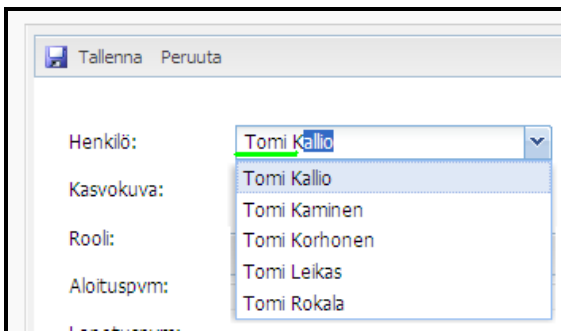 Tallenna Peruuta
Henkilö: Tomi Kallio
Kasvokuva: Tomi Kallio
Tomi Kaminen
Rooli: Tomi Korhonen
Aloituspvm: Tomi Leikas
Tomi Rokala